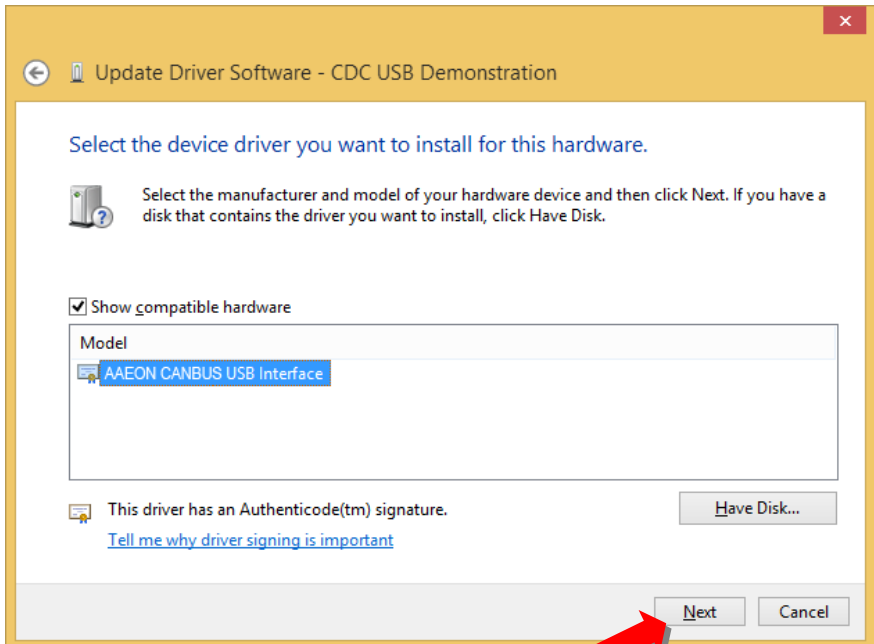 Update Driver Software - CDC USB Demonstration
Select the device driver you want to install for this hardware.
Select the manufacturer and model of your hardware device and then click Next. If you have a
disk that contains the driver you want to install, click Have Disk.
Show compatible hardware
Model
AAEON CANBUS USB Interface
This driver has an Authenticode(tm) signature.
Have Disk...
Tell me why driver signing is important
Next
Cancel